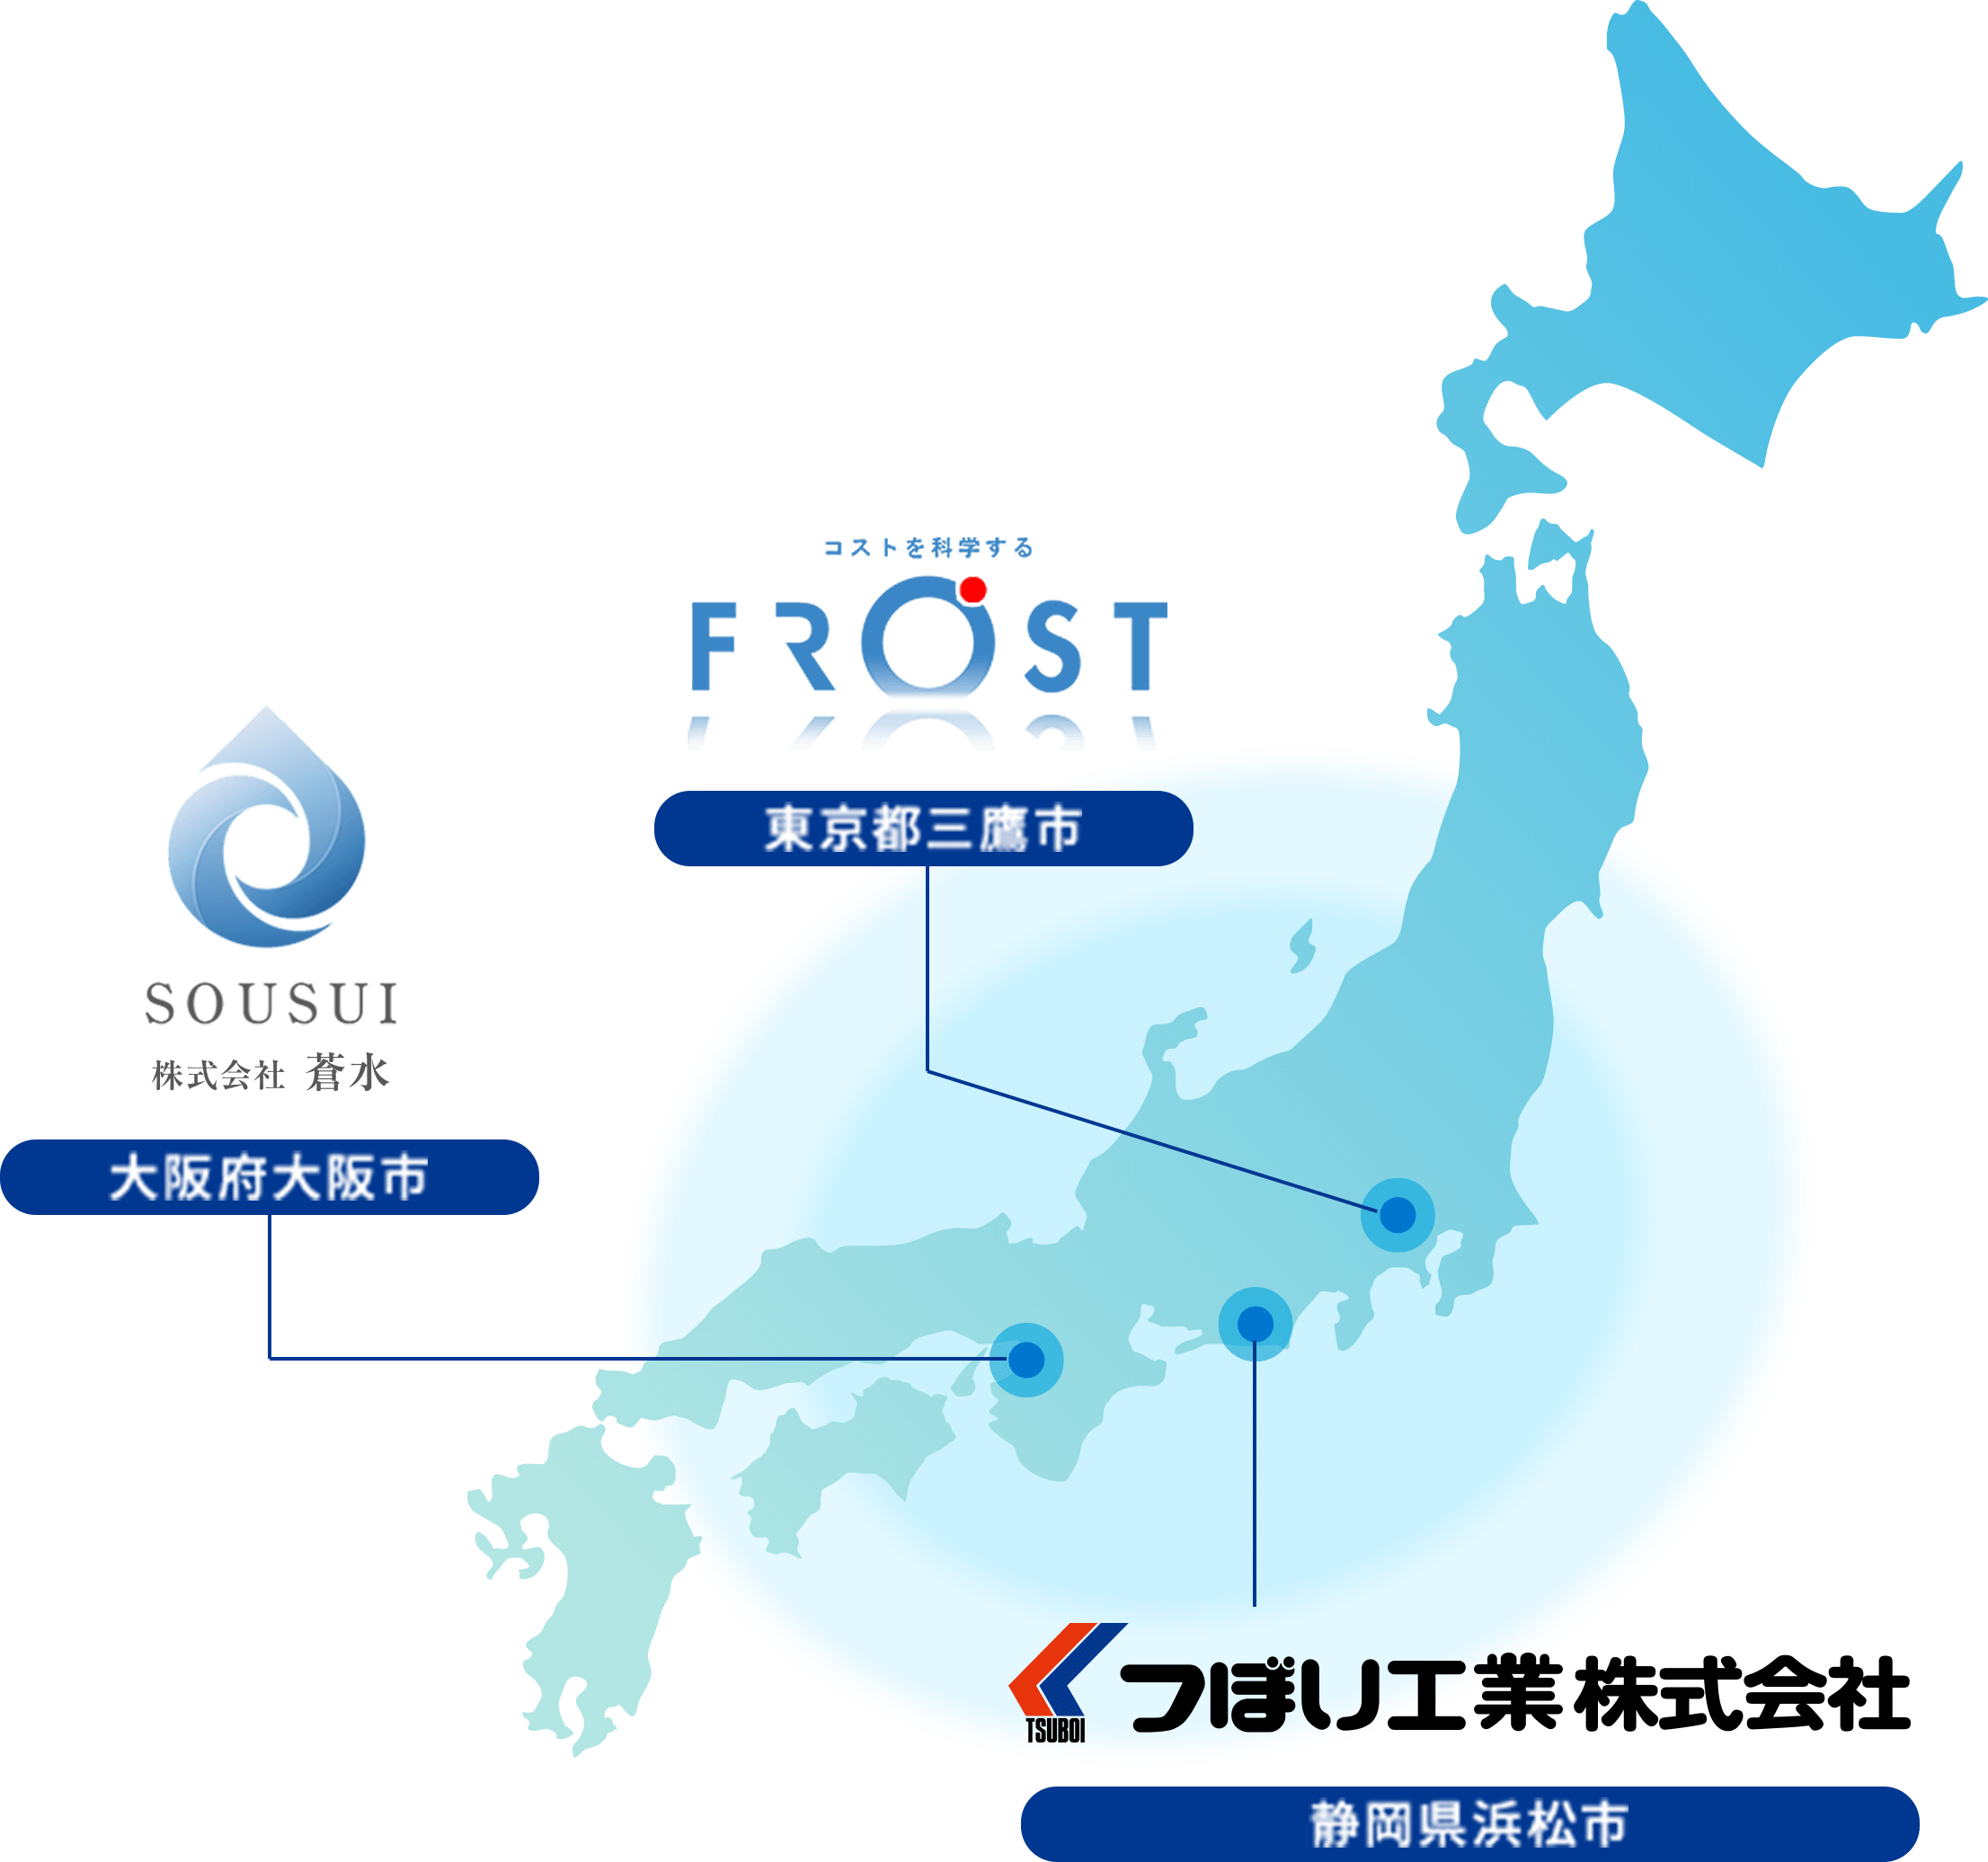 コストを科学する
FROST
東京都三鷹市
SOUSUI
株式会社 蒼水
大阪府大阪市
TSUBOI
つぼい工業株式会社
静岡県浜松市